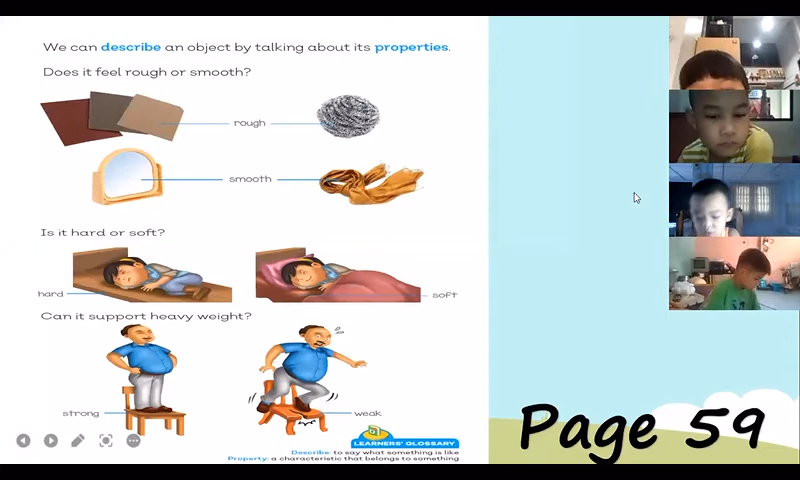 We can describe an object by talking about its properties.
Does it feel rough or smooth?
rough
smooth
Is it hard or soft?
hard
soft
Can it support heavy weight?
strong
weak
LEARNERS' GLOSSARY
Describe: to say what something is like
Property: a characteristic that belongs to something
Page 59